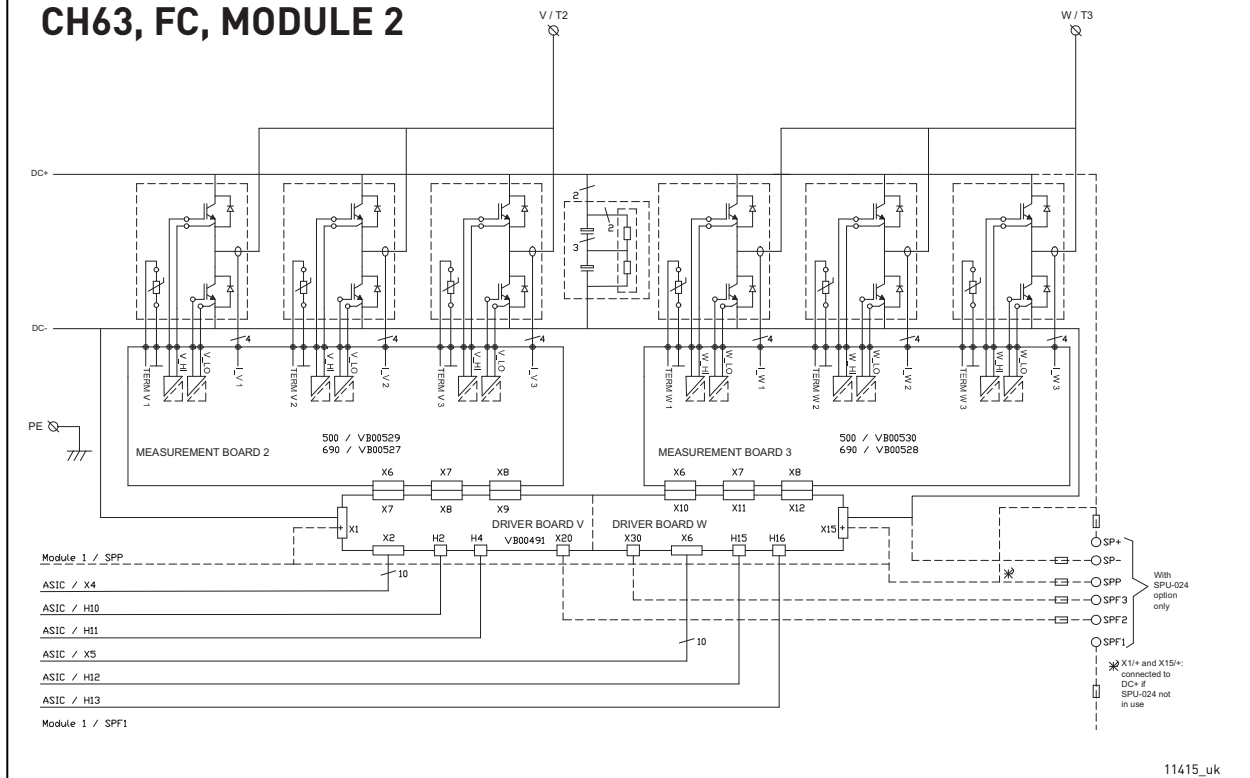 CH63, FC, MODULE 2
V / T2
W / T3
DC+
2
2
3
DC-
4
4
4
4
4
4
TERM V 1
V_HI
V_LO
I_V 1
TERM V 2
V_HI
V_LO
I_V 2
TERM V 3
V_HI
V_LO
I_V 3
TERM W 1
W_HI
W_LO
I_W 1
TERM W 2
W_HI
W_LO
I_W 2
TERM W 3
W_HI
W_LO
I_W 3
PE
MEASUREMENT BOARD 2
500 / VB00529
690 / VB00527
MEASUREMENT BOARD 3
500 / VB00530
690 / VB00528
X6 X7 X8
X6 X7 X8
X7 X8 X9
X10 X11 X12
+ X1
DRIVER BOARD V
VB00491
DRIVER BOARD W
X15 +
X2 H2 H4 X20 X30 X6 H15 H16
Module 1 / SPP
10
ASIC / X4
ASIC / H10
ASIC / H11
10
ASIC / X5
ASIC / H12
ASIC / H13
Module 1 / SPF1
SP+
SP-
SPP
SPF3
SPF2
SPF1
With
SPU-024
option
only
X1/+ and X15/+:
connected to
DC+ if
SPU-024 not
in use
11415_uk